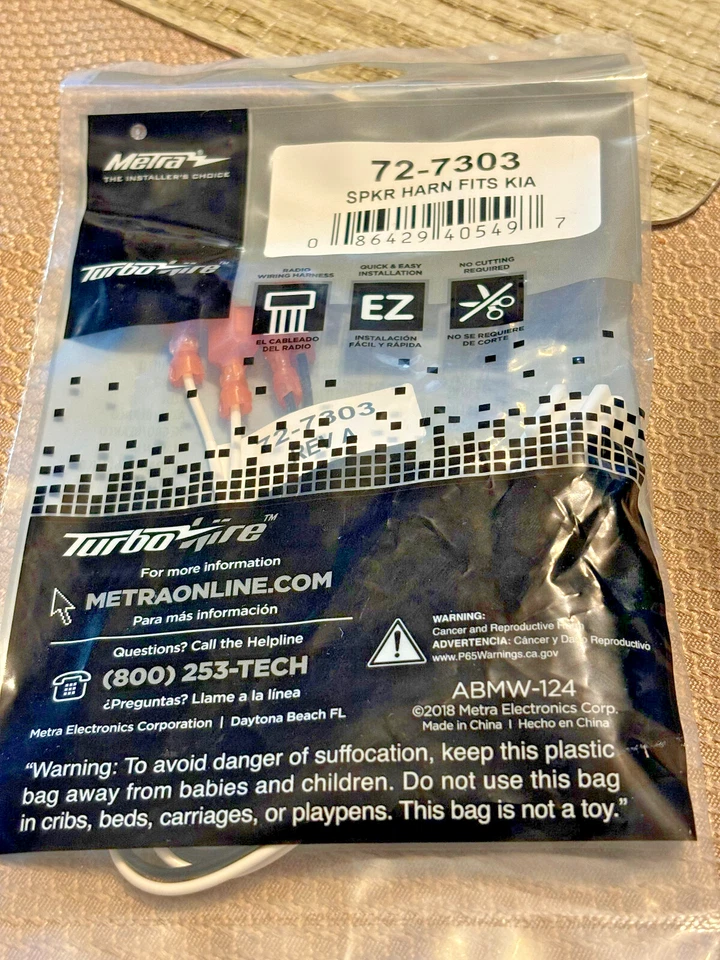 Metra
THE INSTALLER'S CHOICE
72-7303
SPKR HARN FITS KIA
0 86429 40549 7
TurboWire™
RADIO
WIRING HARNESS
EL CABLEADO
DEL RADIO
QUICK & EASY
INSTALLATION
EZ
INSTALACIÓN
FÁCIL Y RÁPIDA
NO CUTTING
REQUIRED
NO SE REQUIERE
DE CORTE
72-7303
REV A
TurboWire™
For more information
METRAONLINE.COM
Para más información
Questions? Call the Helpline
(800) 253-TECH
¿Preguntas? Llame a la línea
Metra Electronics Corporation | Daytona Beach FL
WARNING:
Cancer and Reproductive Harm
ADVERTENCIA: Cáncer y Daño Reproductivo
www.P65Warnings.ca.gov
ABMW-124
©2018 Metra Electronics Corp.
Made in China | Hecho en China
"Warning: To avoid danger of suffocation, keep this plastic
bag away from babies and children. Do not use this bag
in cribs, beds, carriages, or playpens. This bag is not a toy."